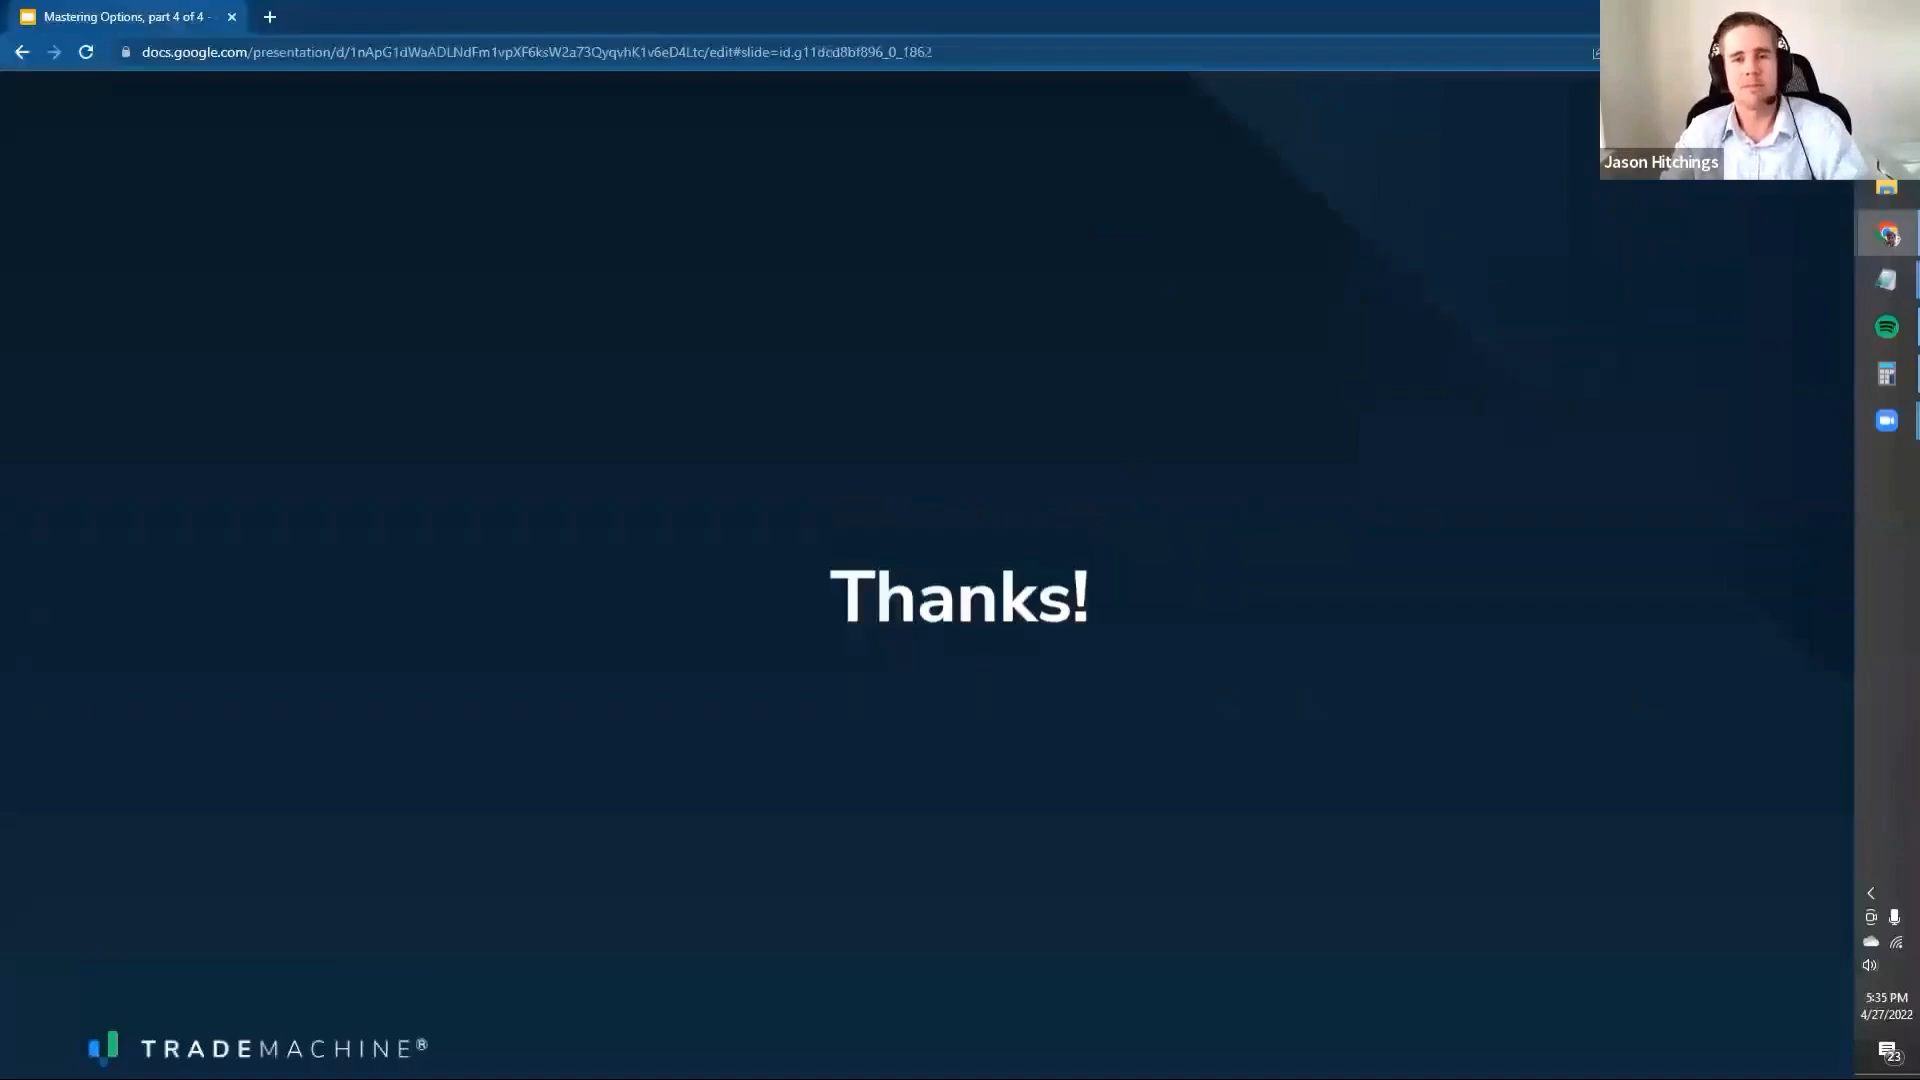 Mastering Options, part 4 of 4 -
docs.google.com/presentation/d/1nApG1dWaADLNdFm1vpXF6ksW2a73QyqvhK1v6eD4Ltc/edit#slide=id.g11dcd8bf896_0_1862
Jason Hitchings
Thanks!
TRADEMACHINE®
5:35 PM
4/27/2022
23